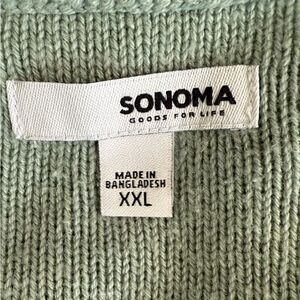 SONOMA
GOODS FOR LIFE
MADE IN
BANGLADESH
XXL